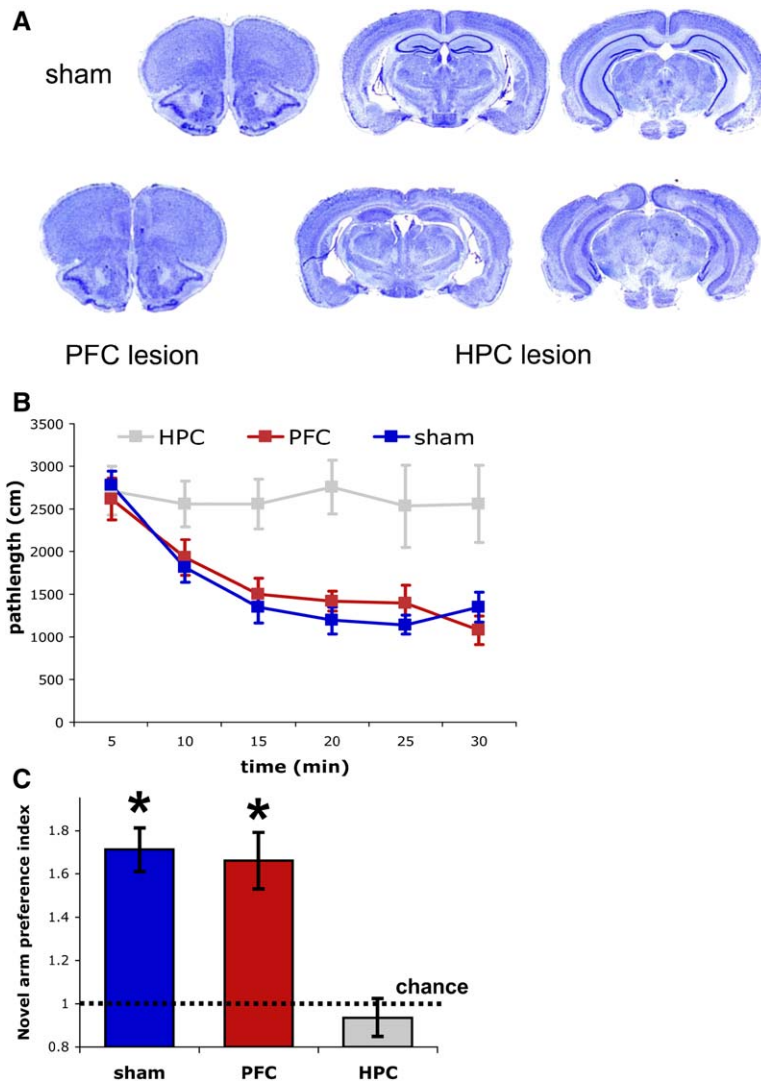 A
sham
PFC lesion HPC lesion
B
HPC PFC sham
pathlength (cm)
3500
3000
2500
2000
1500
1000
500
0
5 10 15 20 25 30
time (min)
C
Novel arm preference index
* *
1.8
1.6
1.4
1.2
1
0.8
chance
sham PFC HPC